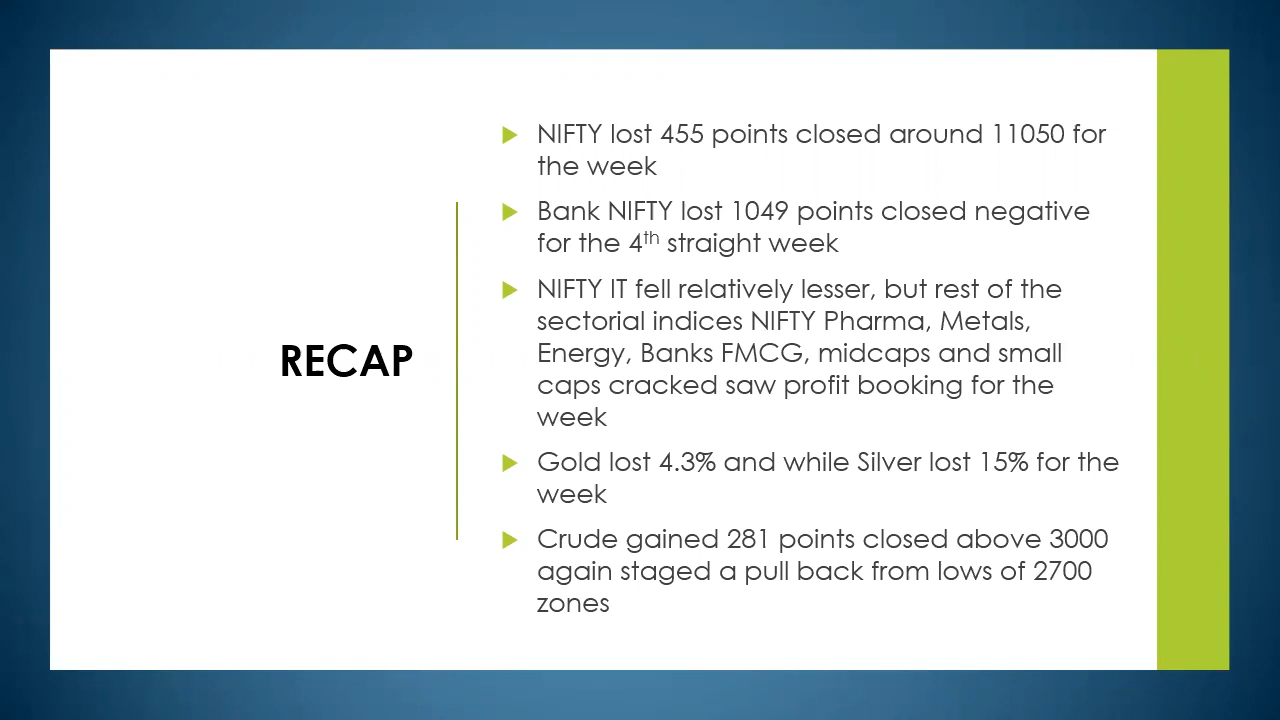 RECAP
NIFTY lost 455 points closed around 11050 for
the week
Bank NIFTY lost 1049 points closed negative
for the 4th straight week
NIFTY IT fell relatively lesser, but rest of the
sectorial indices NIFTY Pharma, Metals,
Energy, Banks FMCG, midcaps and small
caps cracked saw profit booking for the
week
Gold lost 4.3% and while Silver lost 15% for the
week
Crude gained 281 points closed above 3000
again staged a pull back from lows of 2700
zones